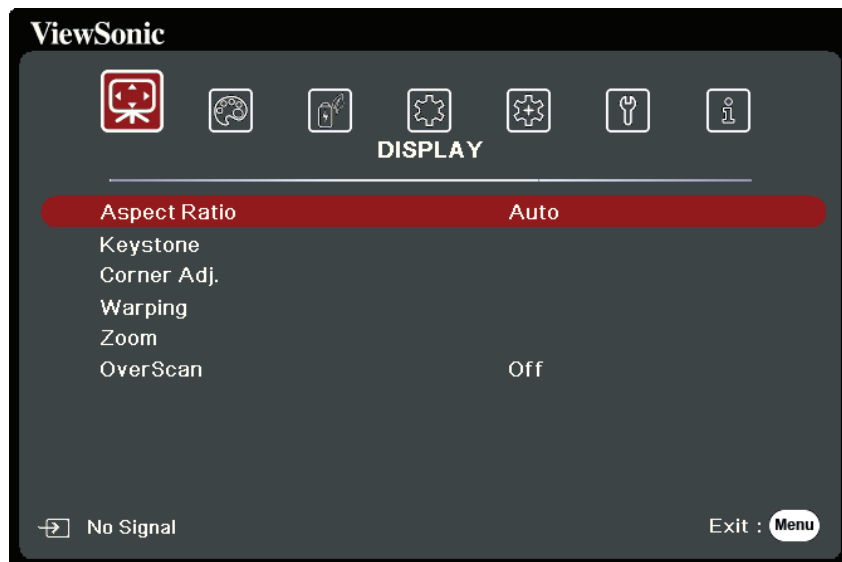 ViewSonic
DISPLAY
Aspect Ratio Auto
Keystone
Corner Adj.
Warping
Zoom
OverScan Off
No Signal Exit : Menu